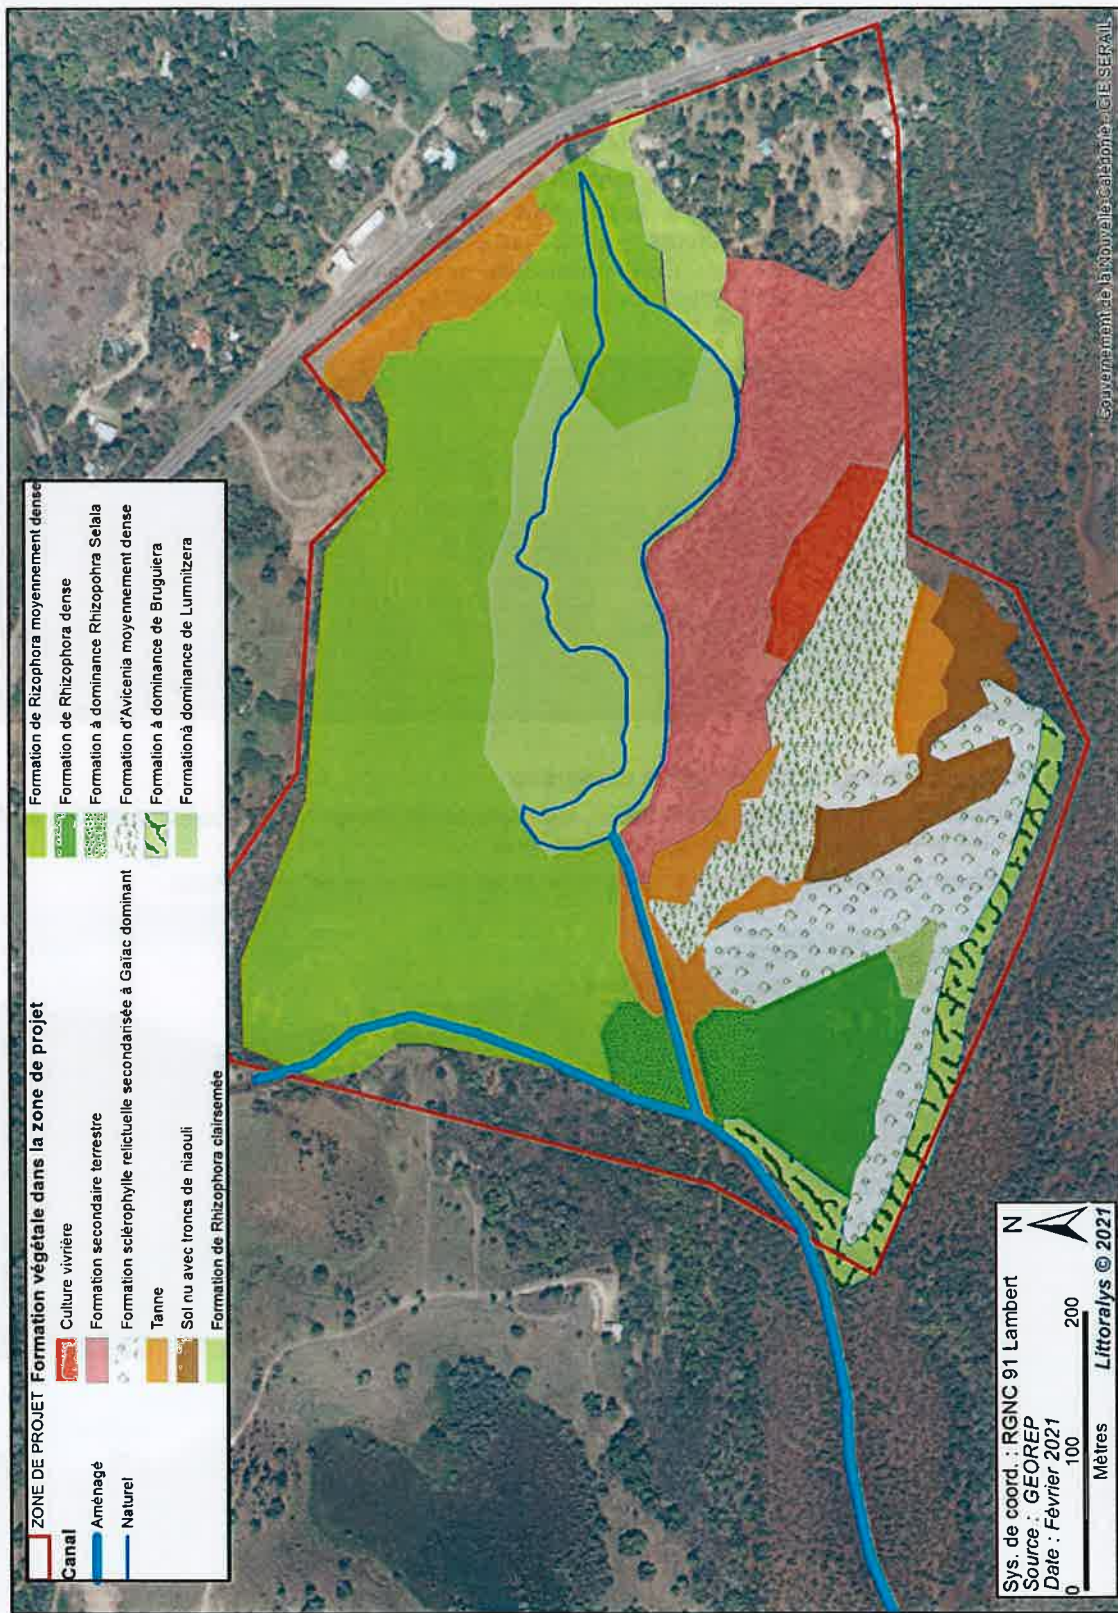 ZONE DE PROJET
Canal
Aménagé
Naturel
Formation végétale dans la zone de projet
Culture vivrière
Formation secondaire terrestre
Formation sclérophylle relictuelle secondarisée à Gaïac dominant
Tanne
Sol nu avec troncs de niaouli
Formation de Rhizophora clairsemée
Formation de Rizophora moyennement dense
Formation de Rhizophora dense
Formation à dominance Rhizopohra Selala
Formation d'Avicenia moyennement dense
Formation à dominance de Bruguiera
Formationà dominance de Lumnitzera
Sys. de coord. : RGNC 91 Lambert
Source : GEOREP
Date : Février 2021
N
0 100 200
Mètres
Littoralys © 2021
Gouvernement de la Nouvelle-Calédonie - GIE SERAIL